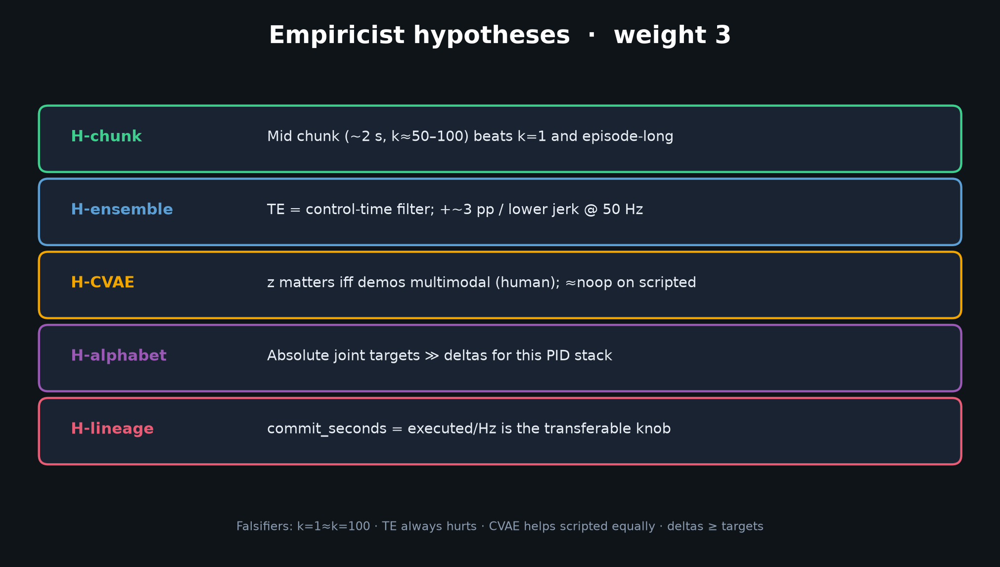 Empiricist hypotheses · weight 3
H-chunk Mid chunk (~2 s, k≈50–100) beats k=1 and episode-long
H-ensemble TE = control-time filter; +~3 pp / lower jerk @ 50 Hz
H-CVAE z matters iff demos multimodal (human); ≈noop on scripted
H-alphabet Absolute joint targets ≫ deltas for this PID stack
H-lineage commit_seconds = executed/Hz is the transferable knob
Falsifiers: k=1≈k=100 · TE always hurts · CVAE helps scripted equally · deltas ≥ targets